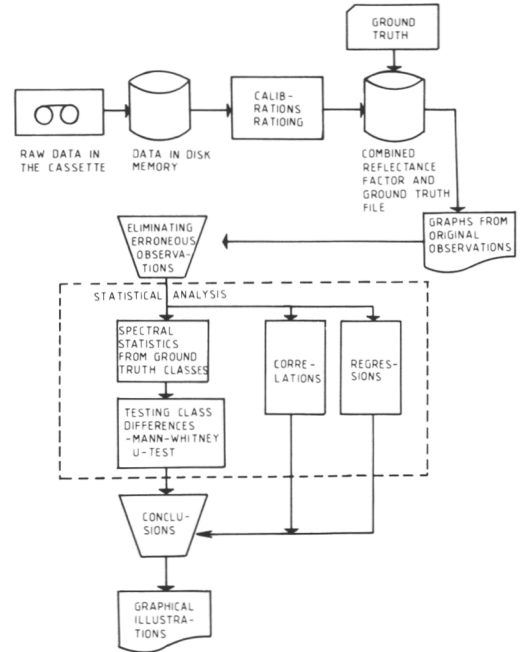 GROUND
TRUTH
CALIB-
RATIONS
RATIOING
RAW DATA IN
THE CASSETTE
DATA IN DISK
MEMORY
COMBINED
REFLECTANCE
FACTOR AND
GROUND TRUTH
FILE
GRAPHS FROM
ORIGINAL
OBSERVATIONS
ELIMINATING
ERRONEOUS
OBSERVA-
TIONS
STATISTICAL ANALYSIS
SPECTRAL
STATISTICS
FROM GROUND
TRUTH CLASSES
CORRE-
LATIONS
REGRES-
SIONS
TESTING CLASS
DIFFERENCES
-MANN-WHITNEY
U-TEST
CONCLU-
SIONS
GRAPHICAL
ILLUSTRA-
TIONS